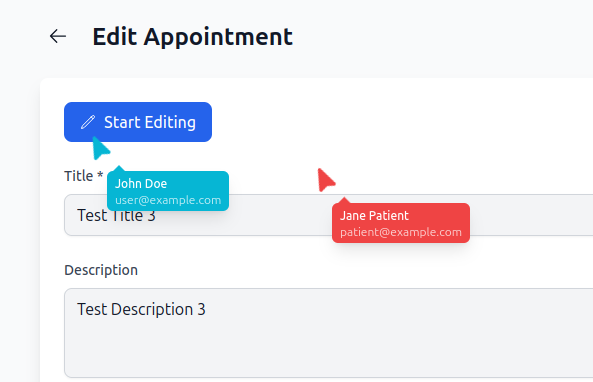 Edit Appointment
Start Editing
Title *
John Doe
user@example.com
Test Title 3
Jane Patient
patient@example.com
Description
Test Description 3